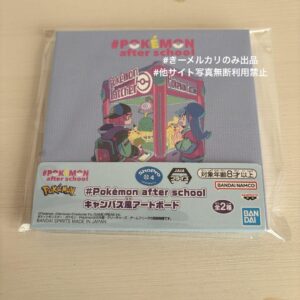 #POKÉMON
after school
#きーメルカリのみ出品
#他サイト写真無断利用禁止
POKÉMON
CATCHER
#POKÉMON
after school
Pokémon
対象年齢8才以上
BANDAI NAMCO
#Pokémon after school
キャンバス風アートボード
全2種
BANDAI
BANDAI SPIRITS MADE IN JAPAN